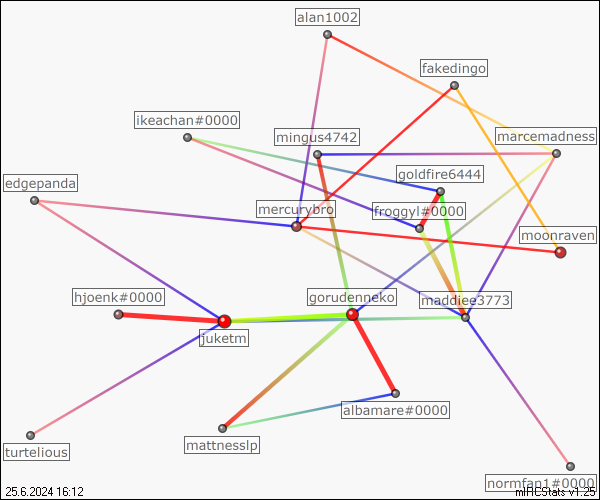 alan1002
fakedingo
ikeachan#0000
mingus4742
marcemadness
goldfire6444
edgepanda
mercurybro
froggyl#0000
moonraven
hjoenk#0000
gorudenneko
maddiee3773
juketm
albamare#0000
turtelious
mattnesslp
normfan1#0000
25.6.2024 16:12
mIRCStats v1.25